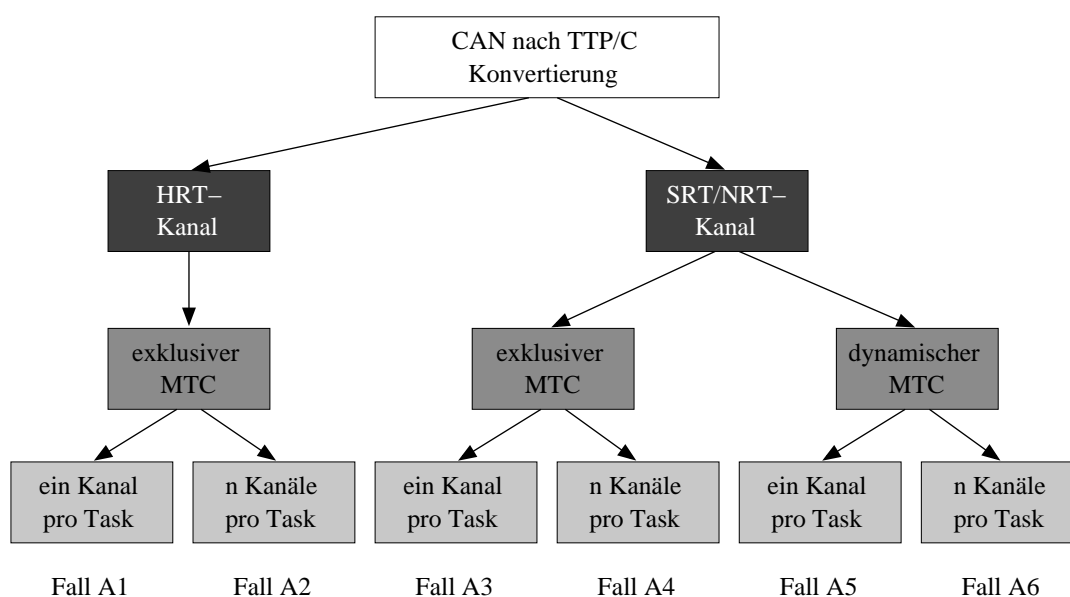 CAN nach TTP/C
Konvertierung
HRT–
Kanal
SRT/NRT–
Kanal
exklusiver
MTC
exklusiver
MTC
dynamischer
MTC
ein Kanal
pro Task
n Kanäle
pro Task
ein Kanal
pro Task
n Kanäle
pro Task
ein Kanal
pro Task
n Kanäle
pro Task
Fall A1
Fall A2
Fall A3
Fall A4
Fall A5
Fall A6